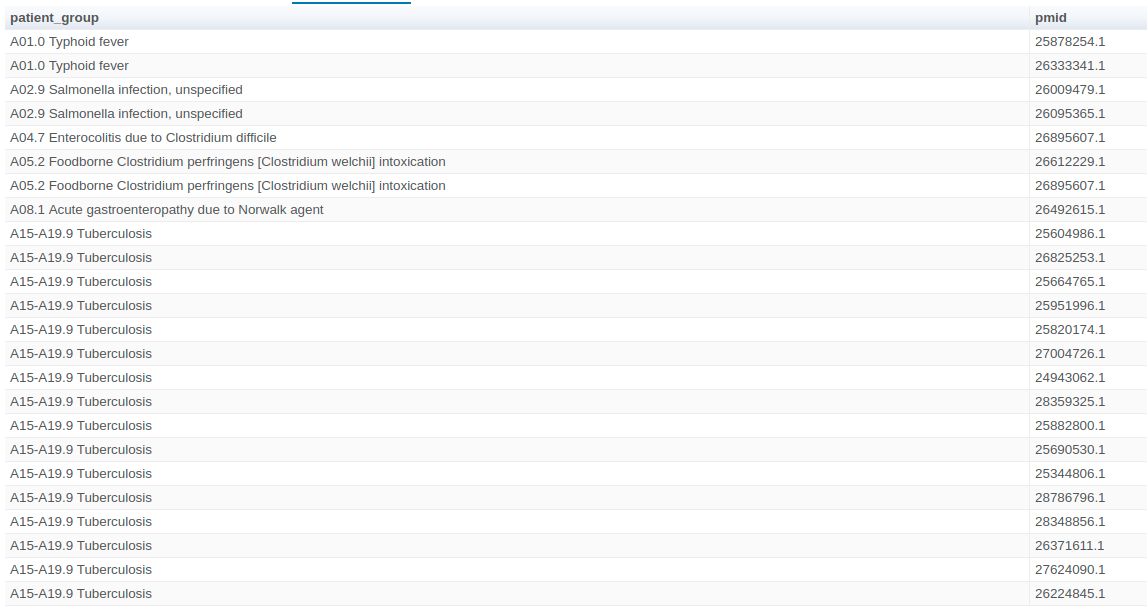 patient_group pmid
A01.0 Typhoid fever 25878254.1
A01.0 Typhoid fever 26333341.1
A02.9 Salmonella infection, unspecified 26009479.1
A02.9 Salmonella infection, unspecified 26095365.1
A04.7 Enterocolitis due to Clostridium difficile 26895607.1
A05.2 Foodborne Clostridium perfringens [Clostridium welchii] intoxication 26612229.1
A05.2 Foodborne Clostridium perfringens [Clostridium welchii] intoxication 26895607.1
A08.1 Acute gastroenteropathy due to Norwalk agent 26492615.1
A15-A19.9 Tuberculosis 25604986.1
A15-A19.9 Tuberculosis 26825253.1
A15-A19.9 Tuberculosis 25664765.1
A15-A19.9 Tuberculosis 25951996.1
A15-A19.9 Tuberculosis 25820174.1
A15-A19.9 Tuberculosis 27004726.1
A15-A19.9 Tuberculosis 24943062.1
A15-A19.9 Tuberculosis 28359325.1
A15-A19.9 Tuberculosis 25882800.1
A15-A19.9 Tuberculosis 25690530.1
A15-A19.9 Tuberculosis 25344806.1
A15-A19.9 Tuberculosis 28786796.1
A15-A19.9 Tuberculosis 28348856.1
A15-A19.9 Tuberculosis 26371611.1
A15-A19.9 Tuberculosis 27624090.1
A15-A19.9 Tuberculosis 26224845.1